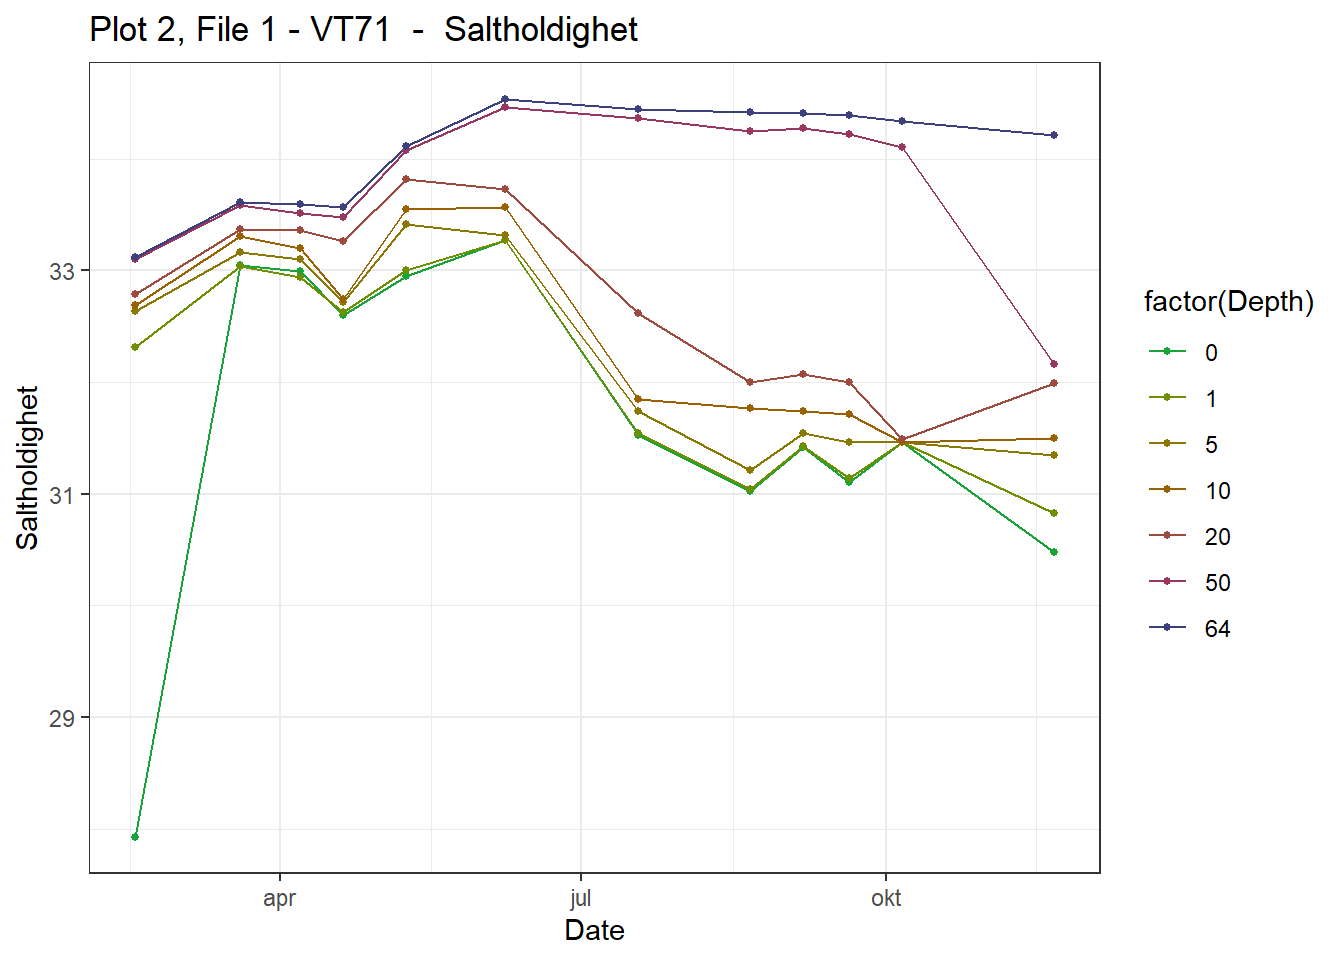 Plot 2, File 1 - VT71  -  Saltholdighet
33
31
29
Saltholdighet
apr
jul
okt
Date
factor(Depth)
0
1
5
10
20
50
64